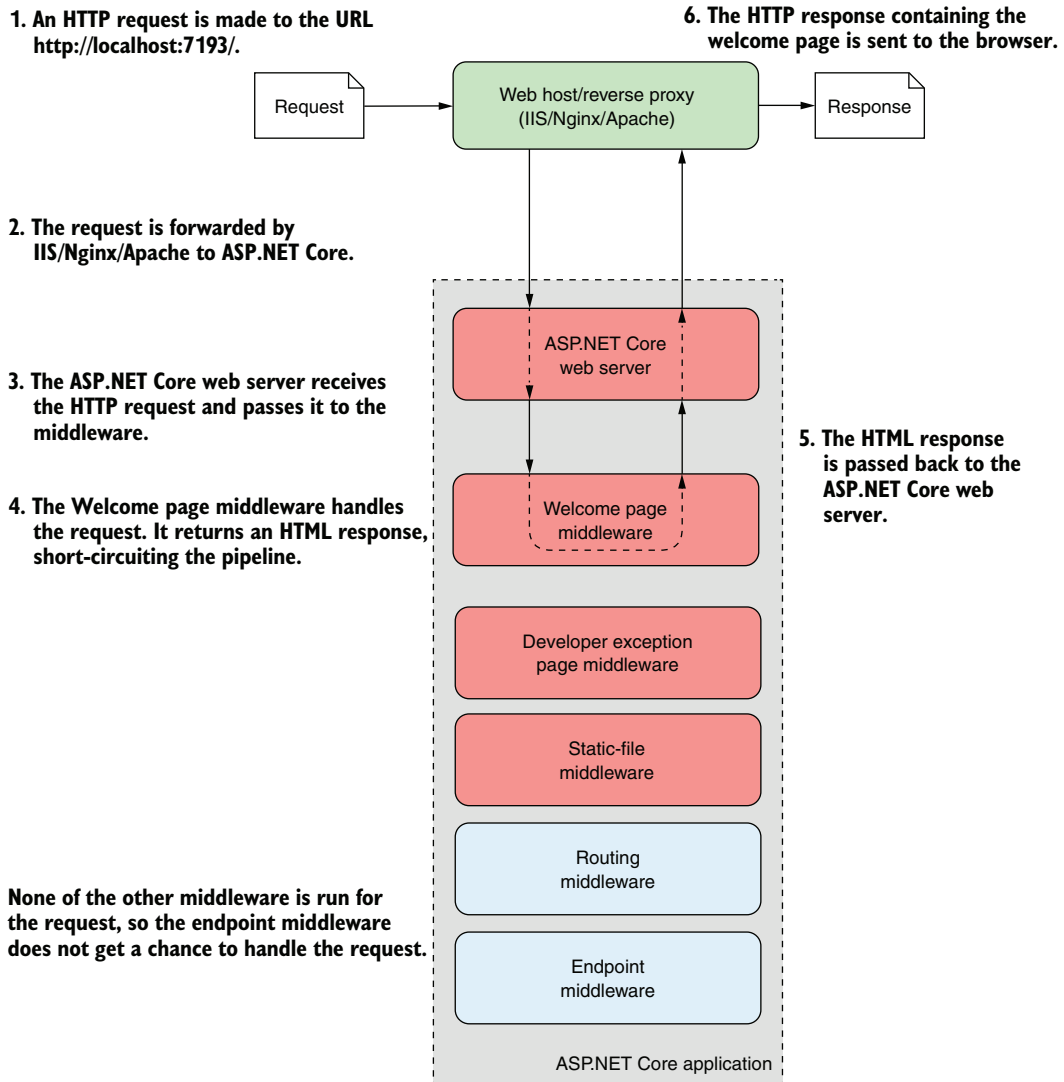 1. An HTTP request is made to the URL
http://localhost:7193/.
6. The HTTP response containing the
welcome page is sent to the browser.
Request
Web host/reverse proxy
(IIS/Nginx/Apache)
Response
2. The request is forwarded by
IIS/Nginx/Apache to ASP.NET Core.
ASP.NET Core
web server
3. The ASP.NET Core web server receives
the HTTP request and passes it to the
middleware.
5. The HTML response
is passed back to the
ASP.NET Core web
server.
4. The Welcome page middleware handles
the request. It returns an HTML response,
short-circuiting the pipeline.
Welcome page
middleware
Developer exception
page middleware
Static-file
middleware
Routing
middleware
None of the other middleware is run for
the request, so the endpoint middleware
does not get a chance to handle the request.
Endpoint
middleware
ASP.NET Core application